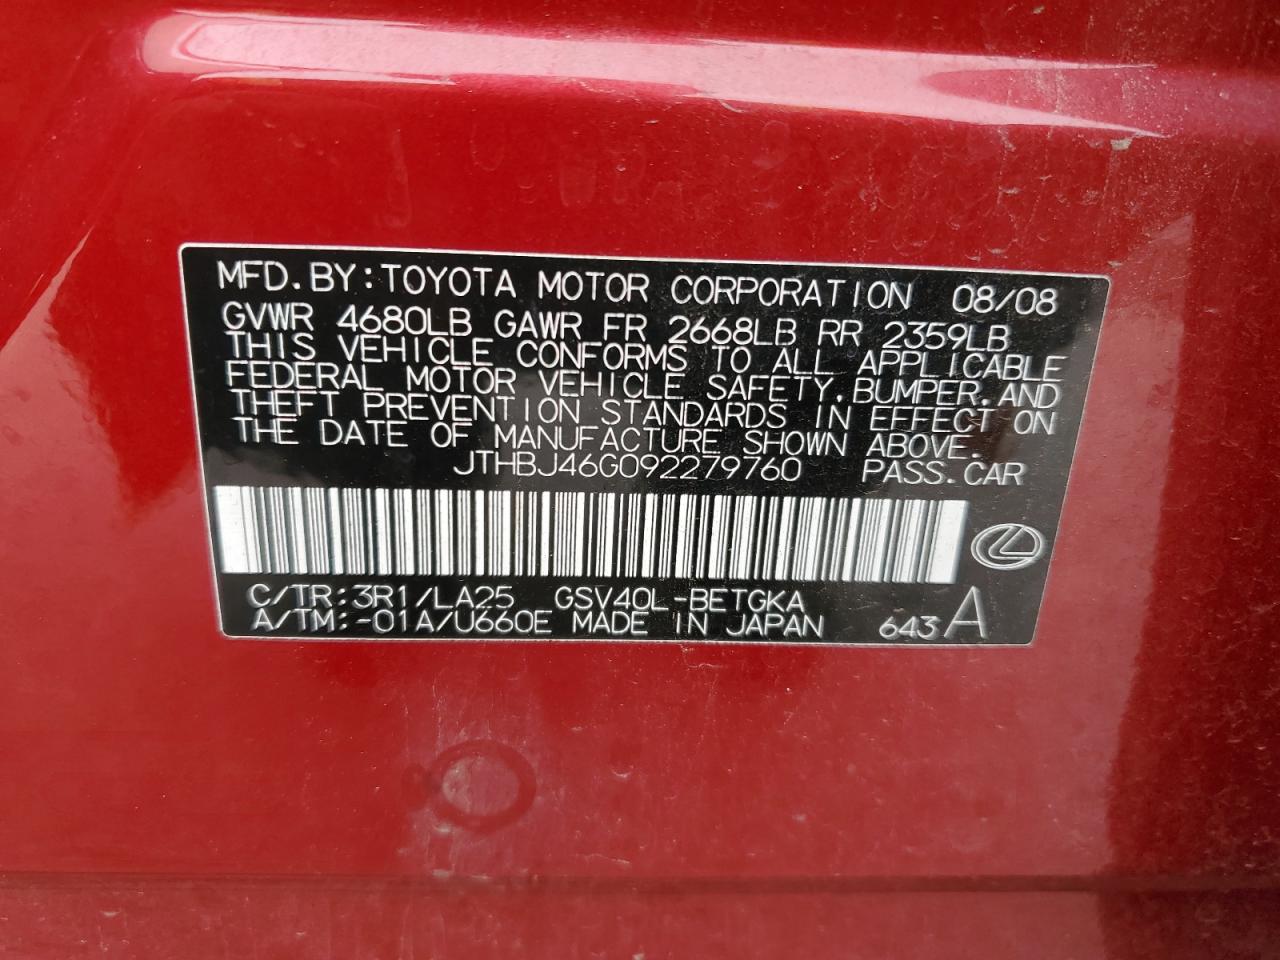 MFD. BY: TOYOTA MOTOR CORPORATION 08/08
GVWR 4680LB GAWR FR 2668LB RR 2359LB
THIS VEHICLE CONFORMS TO ALL APPLICABLE
FEDERAL MOTOR VEHICLE SAFETY, BUMPER, AND
THEFT PREVENTION STANDARDS IN EFFECT ON
THE DATE OF MANUFACTURE SHOWN ABOVE.
JTHBJ46G092279760 PASS. CAR
C/TR: 3R1/LA25 GSV40L-BETGKA
A/TM: -01A/U660E MADE IN JAPAN 643 A